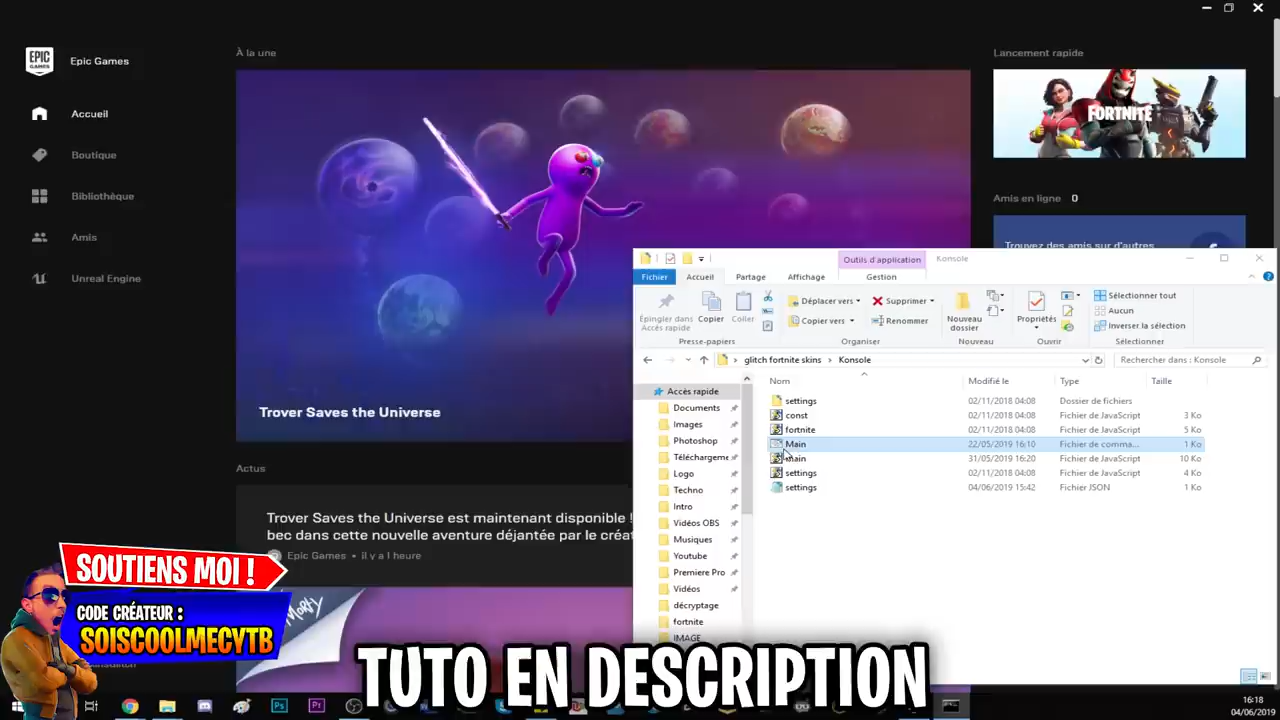 EPIC
GAMES
Epic Games
Accueil
Boutique
Bibliothèque
Amis
Unreal Engine
À la une
Trover Saves the Universe
Actus
Trover Saves the Universe est maintenant disponible !
bec dans cette nouvelle aventure déjantée par le créat
Epic Games • il y a 1 heure
Lancement rapide
FORTNITE
Amis en ligne 0
Trouvez des amis sur d'autres
Outils d'application
Konsole
Fichier
Accueil
Partage
Affichage
Gestion
Épingler dans
Accès rapide
Copier
Coller
Déplacer vers
Copier vers
Supprimer
Renommer
Nouveau
dossier
Propriétés
Sélectionner tout
Aucun
Inverser la sélection
Presse-papiers
Organiser
Nouveau
Ouvrir
Sélectionner
glitch fortnite skins > Konsole
Rechercher dans : Konsole
Nom Modifié le Type Taille
settings 02/11/2018 04:08 Dossier de fichiers
const 02/11/2018 04:08 Fichier de JavaScript 3 Ko
fortnite 02/11/2018 04:08 Fichier de JavaScript 5 Ko
Main 22/05/2019 16:10 Fichier de comma... 1 Ko
main 31/05/2019 16:20 Fichier de JavaScript 10 Ko
settings 02/11/2018 04:08 Fichier de JavaScript 4 Ko
settings 04/06/2019 15:42 Fichier JSON 1 Ko
Accès rapide
Documents
Images
Photoshop
Téléchargeme
Logo
Techno
Intro
Vidéos OBS
Musiques
Youtube
Premiere Pro
Vidéos
décryptage
fortnite
IMAGE
SOUTIENS MOI !
CODE CRÉATEUR :
SOISCOOLMECYTB
TUTO EN DESCRIPTION
Ps
Pr
16:18
04/06/2019